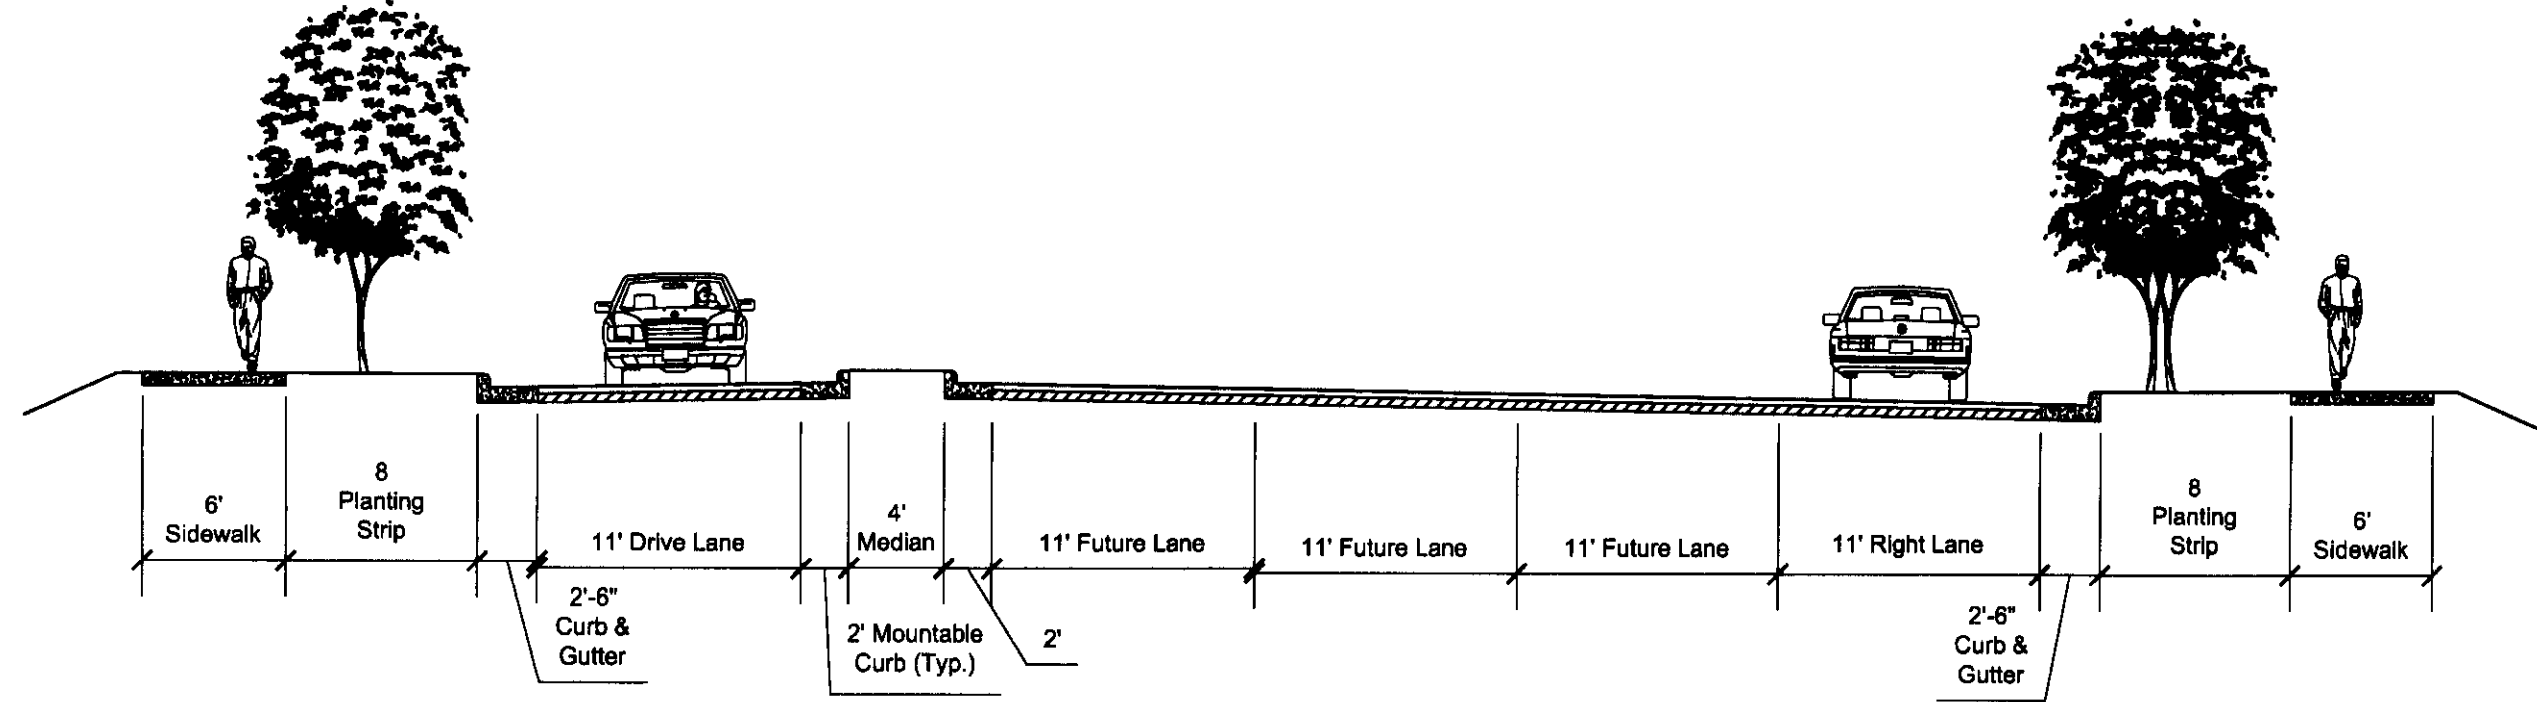 6'
Sidewalk
8
Planting
Strip
2'-6"
Curb &
Gutter
11' Drive Lane
2' Mountable
Curb (Typ.)
4'
Median
2'
11' Future Lane
11' Future Lane
11' Future Lane
11' Right Lane
2'-6"
Curb &
Gutter
8
Planting
Strip
6'
Sidewalk